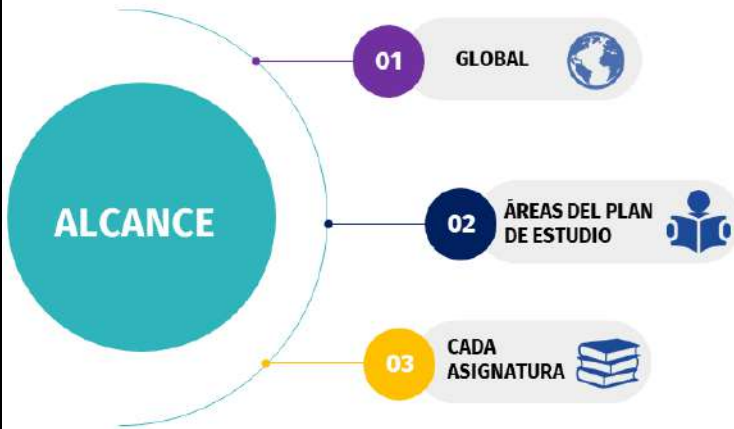 ALCANCE
01
GLOBAL
02
ÁREAS DEL PLAN
DE ESTUDIO
03
CADA
ASIGNATURA